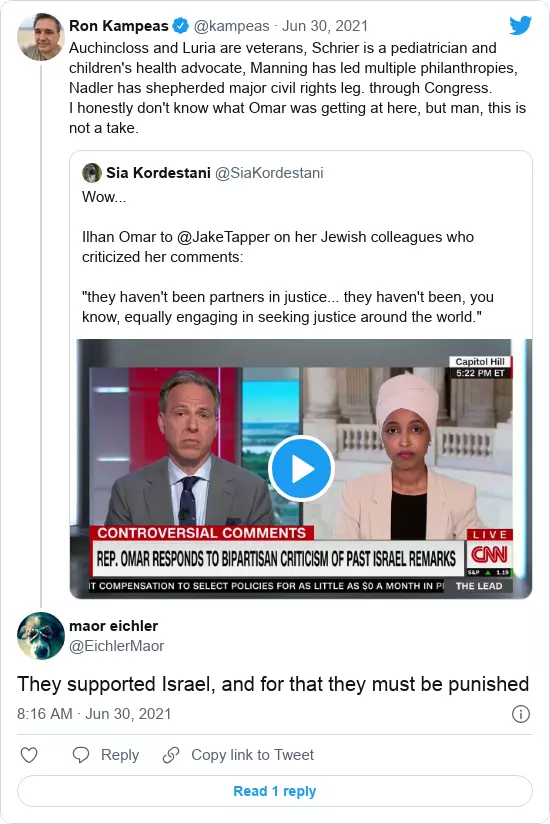 Ron Kampeas @kampeas · Jun 30, 2021
Auchincloss and Luria are veterans, Schrier is a pediatrician and
children's health advocate, Manning has led multiple philanthropies,
Nadler has shepherded major civil rights leg. through Congress.
I honestly don't know what Omar was getting at here, but man, this is
not a take.
Sia Kordestani @SiaKordestani
Wow...
Ilhan Omar to @JakeTapper on her Jewish colleagues who
criticized her comments:
"they haven't been partners in justice... they haven't been, you
know, equally engaging in seeking justice around the world."
Capitol Hill
5:22 PM ET
CONTROVERSIAL COMMENTS
LIVE
REP. OMAR RESPONDS TO BIPARTISAN CRITICISM OF PAST ISRAEL REMARKS
CNN
S&P ▲ 1.19
IT COMPENSATION TO SELECT POLICIES FOR AS LITTLE AS $0 A MONTH IN P
THE LEAD
maor eichler
@EichlerMaor
They supported Israel, and for that they must be punished
8:16 AM · Jun 30, 2021
Reply
Copy link to Tweet
Read 1 reply